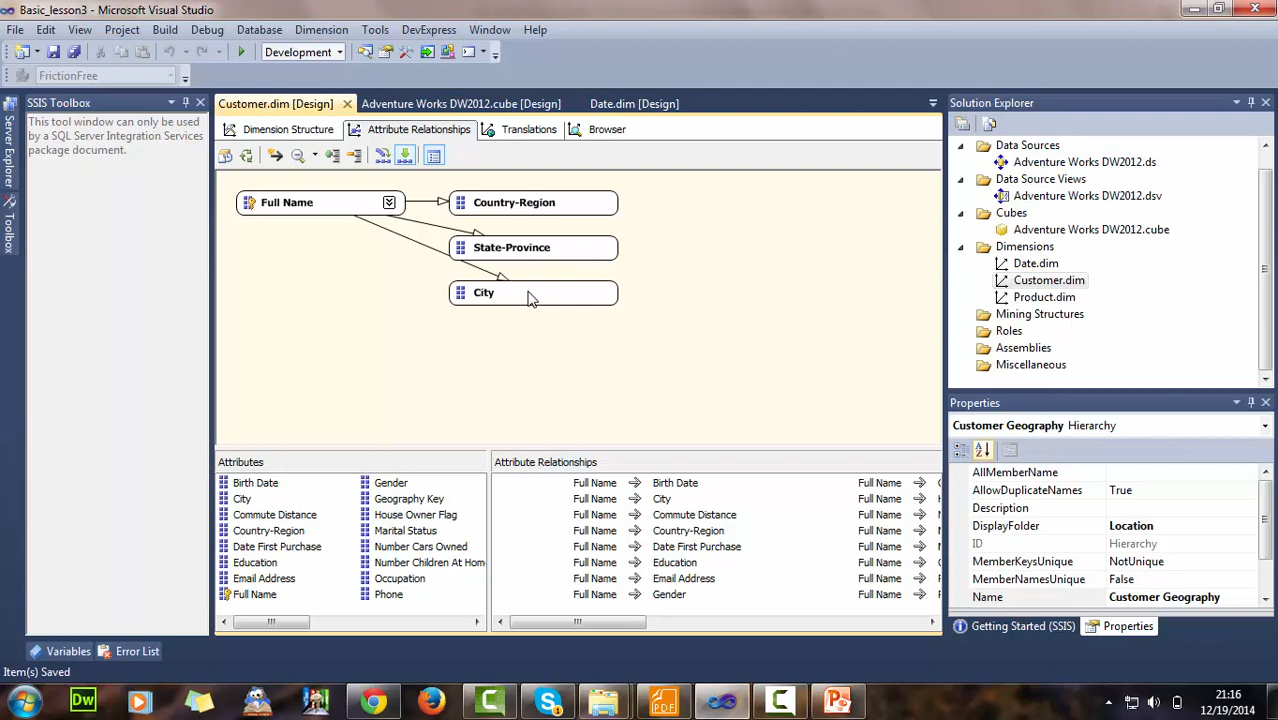 Basic_lesson3 - Microsoft Visual Studio
File Edit View Project Build Debug Database Dimension Tools DevExpress Window Help
Development
FrictionFree
SSIS Toolbox
This tool window can only be used
by a SQL Server Integration Services
package document.
Server Explorer
Toolbox
Customer.dim [Design] Adventure Works DW2012.cube [Design] Date.dim [Design]
Dimension Structure Attribute Relationships Translations Browser
Full Name Country-Region
State-Province
City
Attributes
Birth Date Gender
City Geography Key
Commute Distance House Owner Flag
Country-Region Marital Status
Date First Purchase Number Cars Owned
Education Number Children At Hom
Email Address Occupation
Full Name Phone
Attribute Relationships
Full Name Birth Date Full Name
Full Name City Full Name
Full Name Commute Distance Full Name
Full Name Country-Region Full Name
Full Name Date First Purchase Full Name
Full Name Education Full Name
Full Name Email Address Full Name
Full Name Gender Full Name
Solution Explorer
Data Sources
Adventure Works DW2012.ds
Data Source Views
Adventure Works DW2012.dsv
Cubes
Adventure Works DW2012.cube
Dimensions
Date.dim
Customer.dim
Product.dim
Mining Structures
Roles
Assemblies
Miscellaneous
Properties
Customer Geography Hierarchy
AllMemberName
AllowDuplicateNames True
Description
DisplayFolder Location
ID Hierarchy
MemberKeysUnique NotUnique
MemberNamesUnique False
Name Customer Geography
Getting Started (SSIS) Properties
Variables Error List
Item(s) Saved
21:16
12/19/2014
Dw
PDF